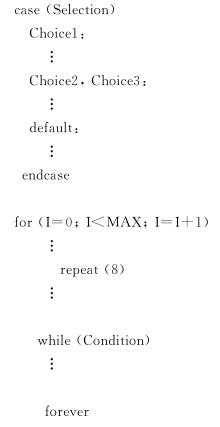 case (Selection)
Choice1:
⋮
Choice2, Choice3:
⋮
default:
⋮
endcase
for (I=0; I<MAX; I=I+1)
⋮
repeat (8)
⋮
while (Condition)
⋮
forever